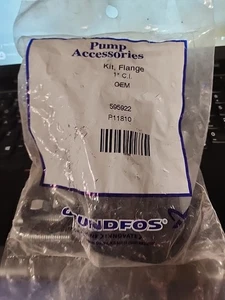 Pump
Accessories
Kit, Flange
1" C.I.
OEM
595922
P11810
GRUNDFOS